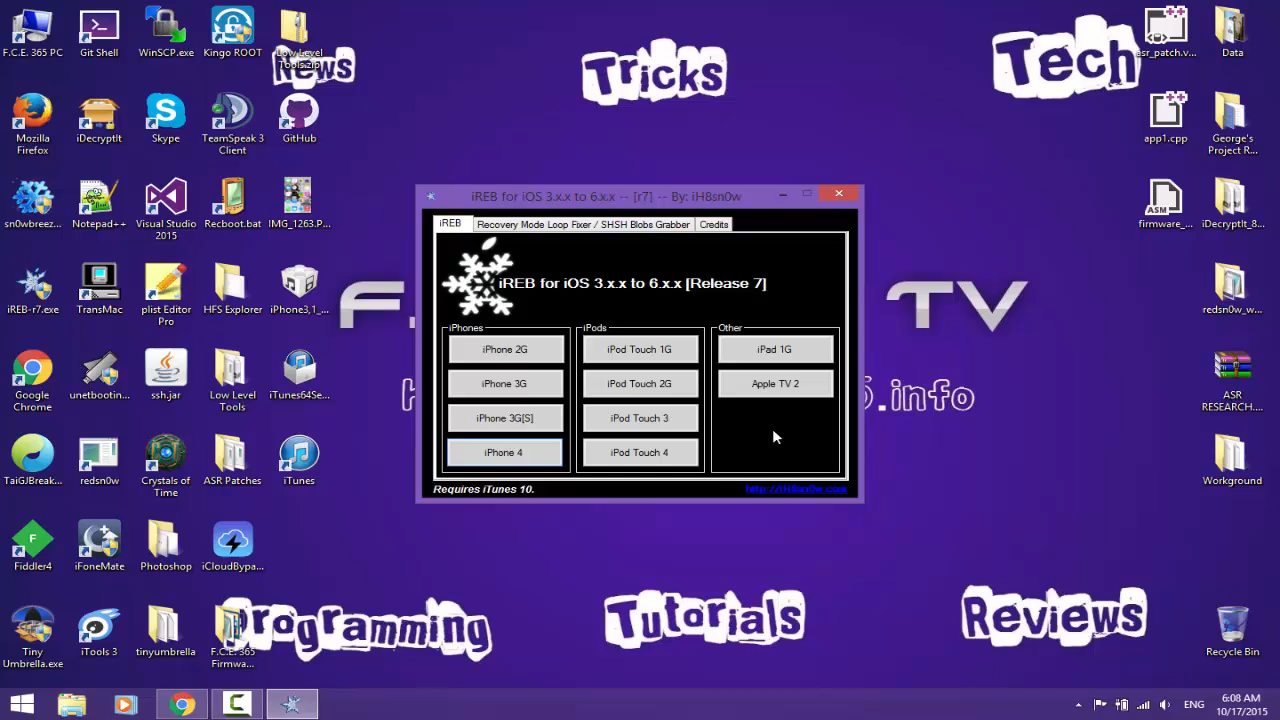 F.C.E. 365 PC
Git Shell
WinSCP.exe
Kingo ROOT
Low Level
Tools.zip
News
Tricks
Tech
asr_patch.v...
Data
Mozilla
Firefox
iDecryptIt
Skype
TeamSpeak 3
Client
GitHub
app1.cpp
George's
Project R...
sn0wbreez...
Notepad++
Visual Studio
2015
Recboot.bat
IMG_1263.P...
firmware_...
iDecryptIt_8...
iREB for iOS 3.x.x to 6.x.x -- [r7] -- By: iH8sn0w
iREB
Recovery Mode Loop Fixer / SHSH Blobs Grabber
Credits
iREB for iOS 3.x.x to 6.x.x [Release 7]
iPhones
iPods
Other
iPhone 2G
iPod Touch 1G
iPad 1G
iPhone 3G
iPod Touch 2G
Apple TV 2
iPhone 3G[S]
iPod Touch 3
iPhone 4
iPod Touch 4
Requires iTunes 10.
http://iH8sn0w.com
iREB-r7.exe
TransMac
plist Editor
Pro
HFS Explorer
iPhone3,1_...
F.
TV
redsn0w_w...
Google
Chrome
unetbootin...
ssh.jar
Low Level
Tools
iTunes64Se...
5.info
ASR
RESEARCH....
TaiGJBreak...
redsn0w
Crystals of
Time
ASR Patches
iTunes
Workground
Fiddler4
iFoneMate
Photoshop
iCloudBypa...
Tiny
Umbrella.exe
iTools 3
tinyumbrella
F.C.E. 365
Firmwa...
Programming
Tutorials
Reviews
Recycle Bin
ENG
6:08 AM
10/17/2015